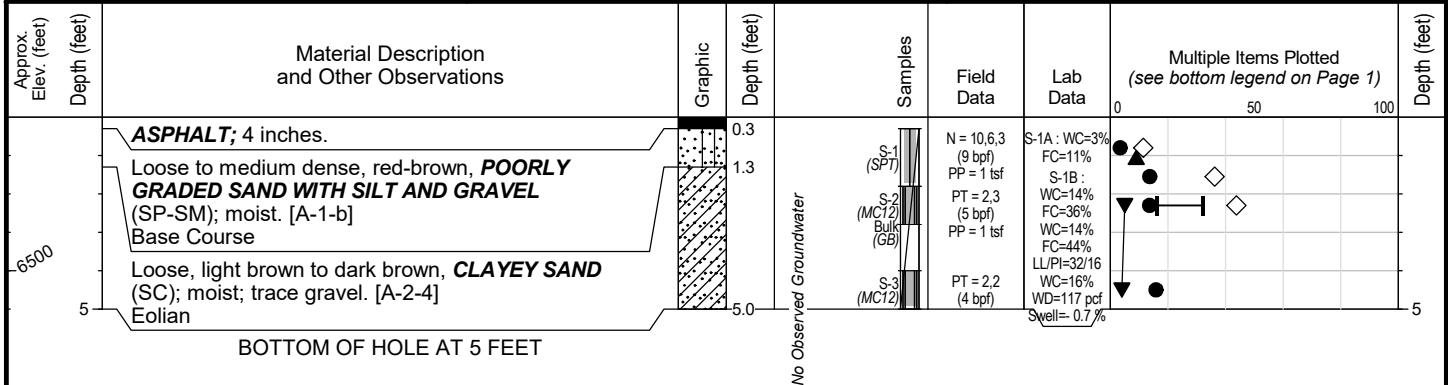 Approx.
Elev. (feet)
Depth (feet)
Material Description
and Other Observations
Graphic
Depth (feet)
Samples
Field
Data
Lab
Data
Multiple Items Plotted
(see bottom legend on Page 1)
0 50 100
Depth (feet)
ASPHALT; 4 inches.
0.3
Loose to medium dense, red-brown, POORLY
GRADED SAND WITH SILT AND GRAVEL
(SP-SM); moist. [A-1-b]
Base Course
1.3
6500
Loose, light brown to dark brown, CLAYEY SAND
(SC); moist; trace gravel. [A-2-4]
Eolian
5
5.0
BOTTOM OF HOLE AT 5 FEET
No Observed Groundwater
S-1
(SPT)
S-2
(MC12)
Bulk
(GB)
S-3
(MC12)
N = 10,6,3
(9 bpf)
PP = 1 tsf
PT = 2,3
(5 bpf)
PP = 1 tsf
PT = 2,2
(4 bpf)
S-1A : WC=3%
FC=11%
S-1B :
WC=14%
FC=36%
WC=14%
FC=44%
LL/PI=32/16
WC=16%
WD=117 pcf
Swell=- 0.7 %
5